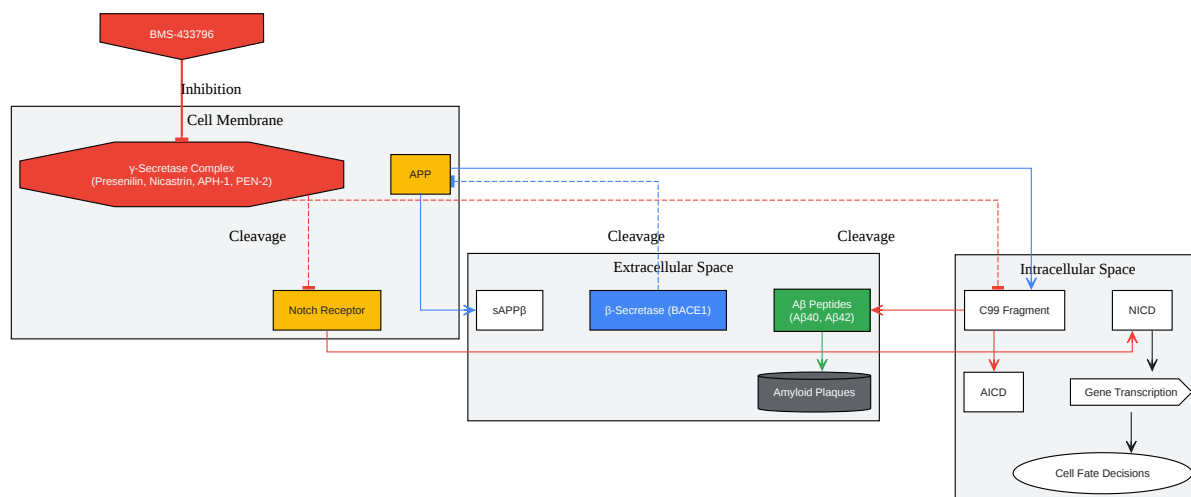 BMS-433796
Inhibition
Cell Membrane
γ-Secretase Complex
(Presenilin, Nicastrin, APH-1, PEN-2)
APP
Cleavage
Cleavage
Cleavage
Extracellular Space
Intracellular Space
Notch Receptor
sAPPβ
β-Secretase (BACE1)
Aβ Peptides
(Aβ40, Aβ42)
C99 Fragment
NICD
Amyloid Plaques
AICD
Gene Transcription
Cell Fate Decisions